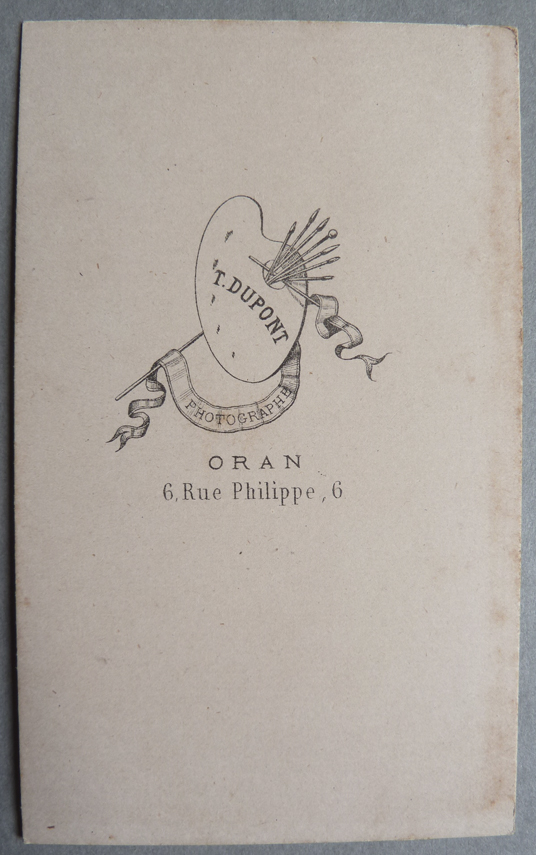 T. DUPONT
PHOTOGRAPHE
ORAN
6, Rue Philippe, 6